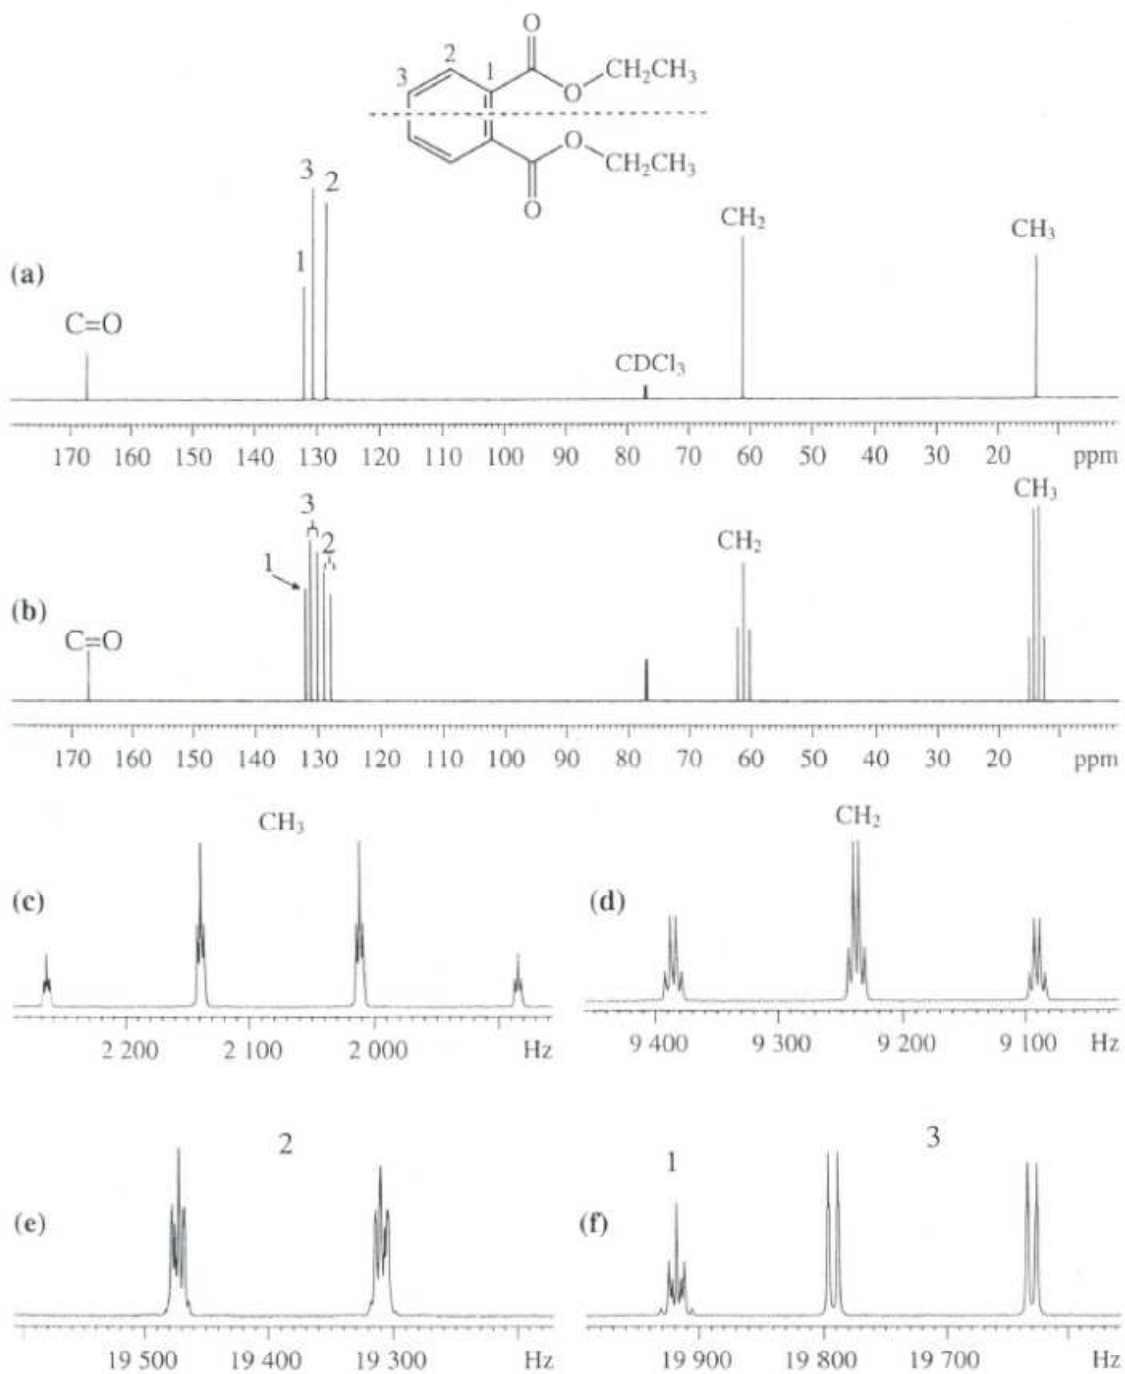 O
2
1
3
CH₂CH₃
O
O
CH₂CH₃
O
3
2
1
C=O
CDCl₃
CH₂
CH₃
(a)
170 160 150 140 130 120 110 100 90 80 70 60 50 40 30 20 ppm
3
2
1
C=O
CH₂
CH₃
(b)
170 160 150 140 130 120 110 100 90 80 70 60 50 40 30 20 ppm
CH₃
(c)
2 200 2 100 2 000 Hz
CH₂
(d)
9 400 9 300 9 200 9 100 Hz
2
(e)
19 500 19 400 19 300 Hz
1
3
(f)
19 900 19 800 19 700 Hz